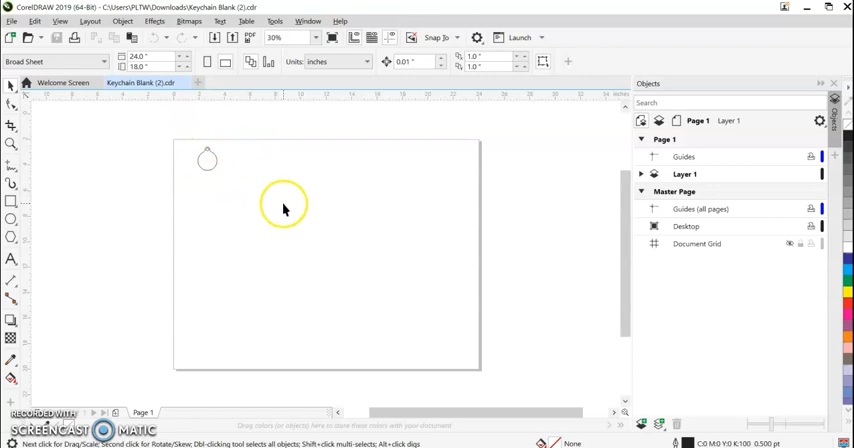 CorelDRAW 2019 (64-Bit) - C:\Users\PLTW\Downloads\Keychain Blank (2).cdr
File Edit View Layout Object Effects Bitmaps Text Table Tools Window Help
PDF 30% Snap To Launch
Broad Sheet 24.0 " 18.0 " Units: inches 0.01 " 1.0 " 1.0 "
Welcome Screen Keychain Blank (2).cdr
inches
Objects
Search
Page 1 Layer 1
Page 1
Guides
Layer 1
Master Page
Guides (all pages)
Desktop
Document Grid
Objects
Page 1
RECORDED WITH
SCREENCAST MATIC
Drag colors (or objects) here to store these colors with your document
Next click for Drag/Scale; Second click for Rotate/Skew; Dbl-clicking tool selects all objects; Shift+click multi-selects; Alt+click digs
None C:0 M:0 Y:0 K:100 0.500 pt